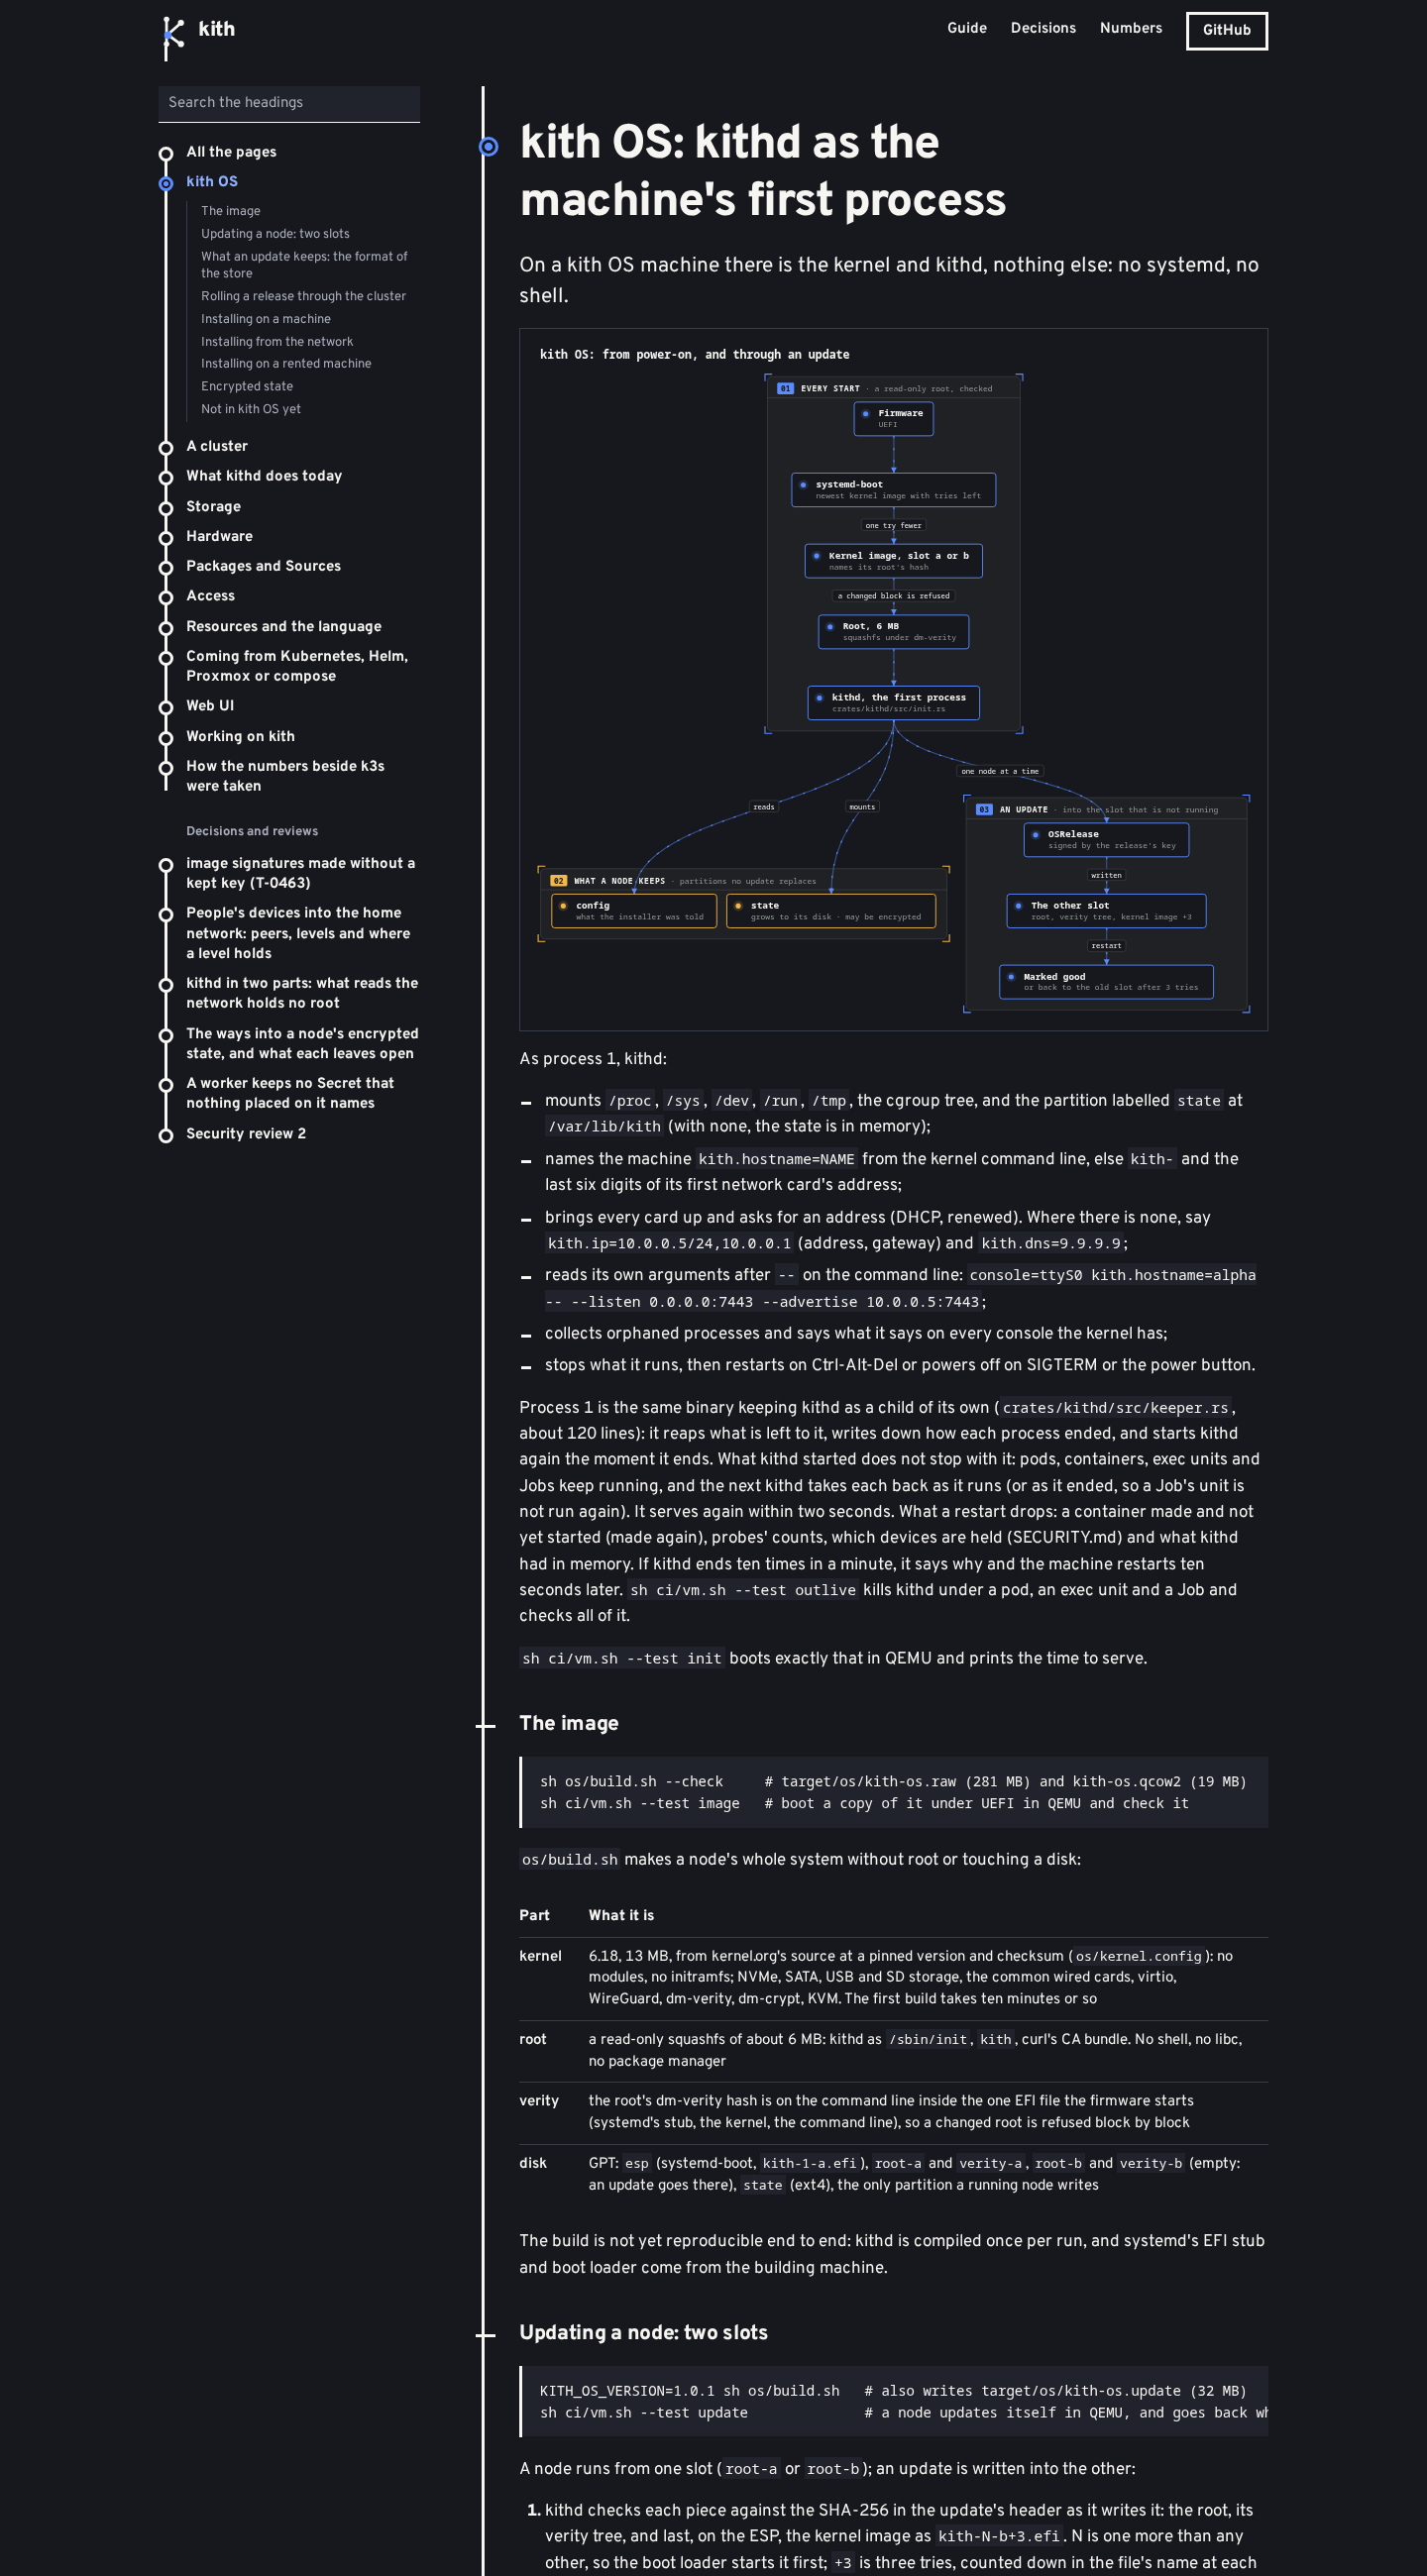 kith
Guide
Decisions
Numbers
GitHub
Search the headings
All the pages
kith OS
The image
Updating a node: two slots
What an update keeps: the format of
the store
Rolling a release through the cluster
Installing on a machine
Installing from the network
Installing on a rented machine
Encrypted state
Not in kith OS yet
A cluster
What kithd does today
Storage
Hardware
Packages and Sources
Access
Resources and the language
Coming from Kubernetes, Helm,
Proxmox or compose
Web UI
Working on kith
How the numbers beside k3s
were taken
Decisions and reviews
image signatures made without a
kept key (T-0463)
People's devices into the home
network: peers, levels and where
a level holds
kithd in two parts: what reads the
network holds no root
The ways into a node's encrypted
state, and what each leaves open
A worker keeps no Secret that
nothing placed on it names
Security review 2
kith OS: kithd as the
machine's first process
On a kith OS machine there is the kernel and kithd, nothing else: no systemd, no
shell.
kith OS: from power-on, and through an update
01 EVERY START · a read-only root, checked
Firmware
UEFI
systemd-boot
newest kernel image with tries left
one try fewer
Kernel image, slot a or b
names its root's hash
a changed block is refused
Root, 6 MB
squashfs under dm-verity
kithd, the first process
crates/kithd/src/init.rs
one node at a time
reads
mounts
03 AN UPDATE · into the slot that is not running
OSRelease
signed by the release's key
written
The other slot
root, verity tree, kernel image +3
restart
Marked good
or back to the old slot after 3 tries
02 WHAT A NODE KEEPS · partitions no update replaces
config
what the installer was told
state
grows to its disk · may be encrypted
As process 1, kithd:
mounts /proc, /sys, /dev, /run, /tmp, the cgroup tree, and the partition labelled state at
/var/lib/kith (with none, the state is in memory);
names the machine kith.hostname=NAME from the kernel command line, else kith- and the
last six digits of its first network card's address;
brings every card up and asks for an address (DHCP, renewed). Where there is none, say
kith.ip=10.0.0.5/24,10.0.0.1 (address, gateway) and kith.dns=9.9.9.9;
reads its own arguments after -- on the command line: console=ttyS0 kith.hostname=alpha
-- --listen 0.0.0.0:7443 --advertise 10.0.0.5:7443;
collects orphaned processes and says what it says on every console the kernel has;
stops what it runs, then restarts on Ctrl-Alt-Del or powers off on SIGTERM or the power button.
Process 1 is the same binary keeping kithd as a child of its own (crates/kithd/src/keeper.rs,
about 120 lines): it reaps what is left to it, writes down how each process ended, and starts kithd
again the moment it ends. What kithd started does not stop with it: pods, containers, exec units and
Jobs keep running, and the next kithd takes each back as it runs (or as it ended, so a Job's unit is
not run again). It serves again within two seconds. What a restart drops: a container made and not
yet started (made again), probes' counts, which devices are held (SECURITY.md) and what kithd
had in memory. If kithd ends ten times in a minute, it says why and the machine restarts ten
seconds later. sh ci/vm.sh --test outlive kills kithd under a pod, an exec unit and a Job and
checks all of it.
sh ci/vm.sh --test init boots exactly that in QEMU and prints the time to serve.
The image
sh os/build.sh --check     # target/os/kith-os.raw (281 MB) and kith-os.qcow2 (19 MB)
sh ci/vm.sh --test image   # boot a copy of it under UEFI in QEMU and check it
os/build.sh makes a node's whole system without root or touching a disk:
Part What it is
kernel 6.18, 13 MB, from kernel.org's source at a pinned version and checksum (os/kernel.config): no
modules, no initramfs; NVMe, SATA, USB and SD storage, the common wired cards, virtio,
WireGuard, dm-verity, dm-crypt, KVM. The first build takes ten minutes or so
root a read-only squashfs of about 6 MB: kithd as /sbin/init, kith, curl's CA bundle. No shell, no libc,
no package manager
verity the root's dm-verity hash is on the command line inside the one EFI file the firmware starts
(systemd's stub, the kernel, the command line), so a changed root is refused block by block
disk GPT: esp (systemd-boot, kith-1-a.efi), root-a and verity-a, root-b and verity-b (empty:
an update goes there), state (ext4), the only partition a running node writes
The build is not yet reproducible end to end: kithd is compiled once per run, and systemd's EFI stub
and boot loader come from the building machine.
Updating a node: two slots
KITH_OS_VERSION=1.0.1 sh os/build.sh   # also writes target/os/kith-os.update (32 MB)
sh ci/vm.sh --test update              # a node updates itself in QEMU, and goes back wh
A node runs from one slot (root-a or root-b); an update is written into the other:
1. kithd checks each piece against the SHA-256 in the update's header as it writes it: the root, its
verity tree, and last, on the ESP, the kernel image as kith-N-b+3.efi. N is one more than any
other, so the boot loader starts it first; +3 is three tries, counted down in the file's name at each